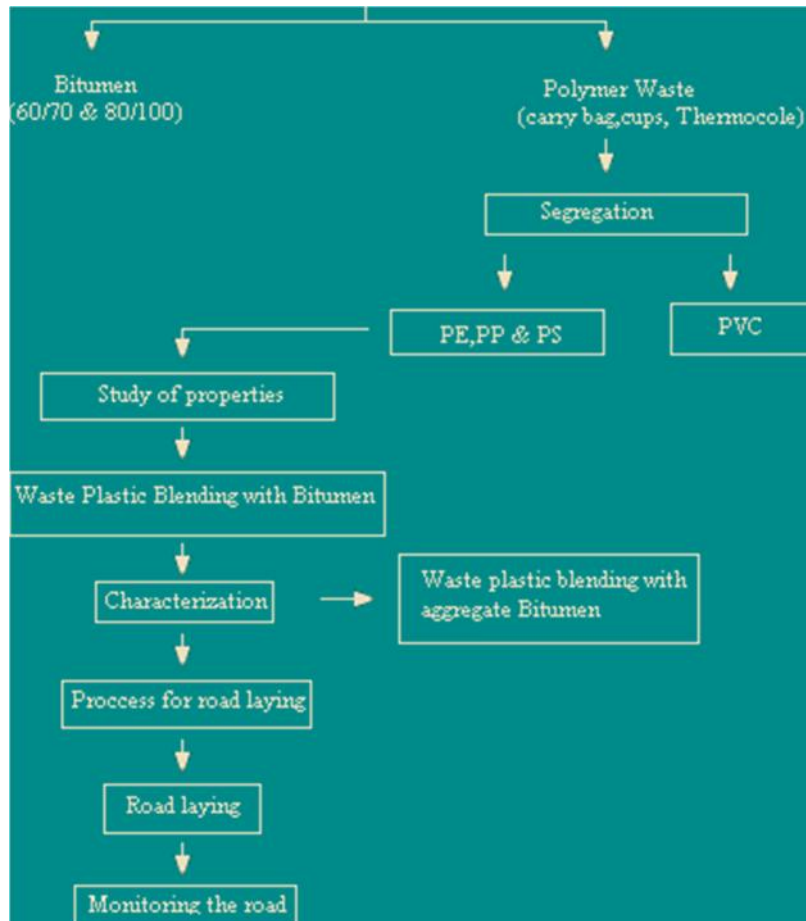 Bitumen
(60/70 & 80/100)
Polymer Waste
(carry bag,cups, Thermocole)
Segregation
PE,PP & PS
PVC
Study of properties
Waste Plastic Blending with Bitumen
Characterization
Waste plastic blending with
aggregate Bitumen
Proccess for road laying
Road laying
Monitoring the road